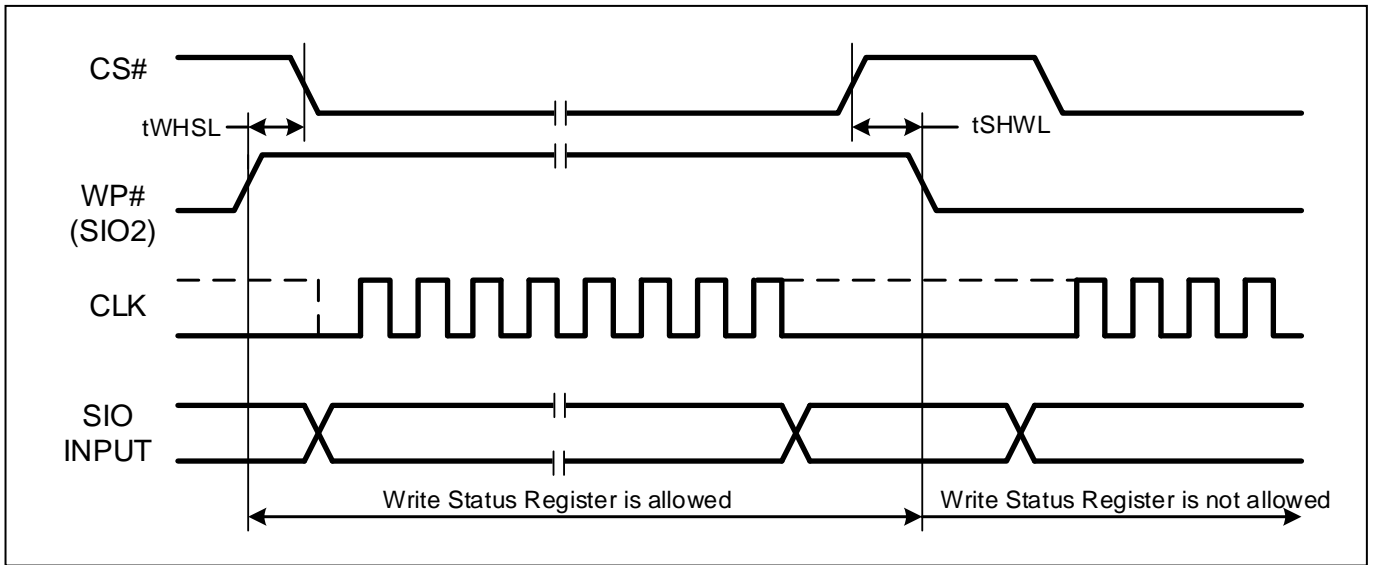 CS#
tWHSL
tSHWL
WP#
(SIO2)
CLK
SIO
INPUT
Write Status Register is allowed
Write Status Register is not allowed